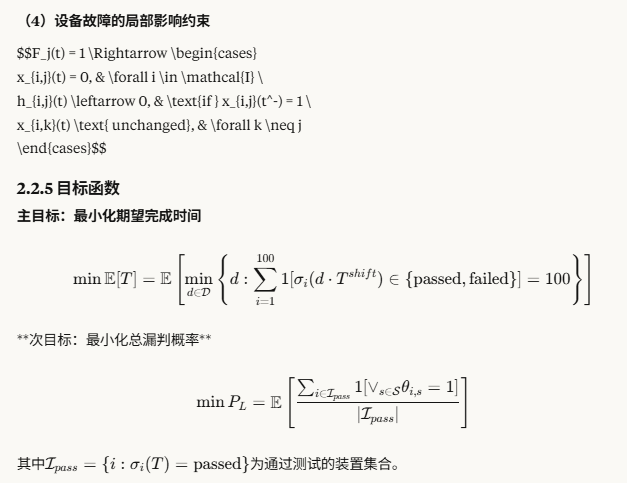 （4）设备故障的局部影响约束
$$F_j(t) = 1 \Rightarrow \begin{cases}
x_{i,j}(t) = 0, & \forall i \in \mathcal{I} \
h_{i,j}(t) \leftarrow 0, & \text{if } x_{i,j}(t^-) = 1 \
x_{i,k}(t) \text{ unchanged}, & \forall k \neq j
\end{cases}$$
2.2.5 目标函数
主目标：最小化期望完成时间
min 𝔼[T] = 𝔼 [ min_{d∈𝒟} { d : ∑_{i=1}^{100} 1[σ_i(d · T^{shift}) ∈ {passed, failed}] = 100 } ]
**次目标：最小化总漏判概率**
min P_L = 𝔼 [ ∑_{i∈ℐ_{pass}} 1[∨_{s∈𝒮} θ_{i,s} = 1] / |ℐ_{pass}| ]
其中ℐ_{pass} = {i : σ_i(T) = passed}为通过测试的装置集合。